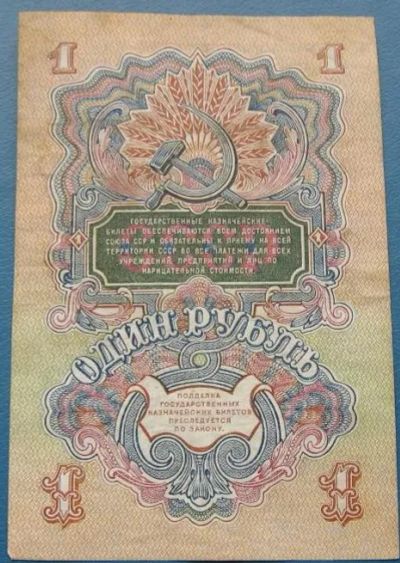 1 1
ГОСУДАРСТВЕННЫЕ КАЗНАЧЕЙСКИЕ
БИЛЕТЫ ОБЕСПЕЧИВАЮТСЯ ВСЕМ ДОСТОЯНИЕМ
СОЮЗА ССР И ОБЯЗАТЕЛЬНЫ К ПРИЕМУ НА ВСЕЙ
ТЕРРИТОРИИ СССР ВО ВСЕ ПЛАТЕЖИ ДЛЯ ВСЕХ
УЧРЕЖДЕНИЙ, ПРЕДПРИЯТИЙ И ЛИЦ ПО
НАРИЦАТЕЛЬНОЙ СТОИМОСТИ.
1 1
ОДИН РУБЛЬ
ПОДДЕЛКА
ГОСУДАРСТВЕННЫХ
КАЗНАЧЕЙСКИХ БИЛЕТОВ
ПРЕСЛЕДУЕТСЯ
ПО ЗАКОНУ.
1 1